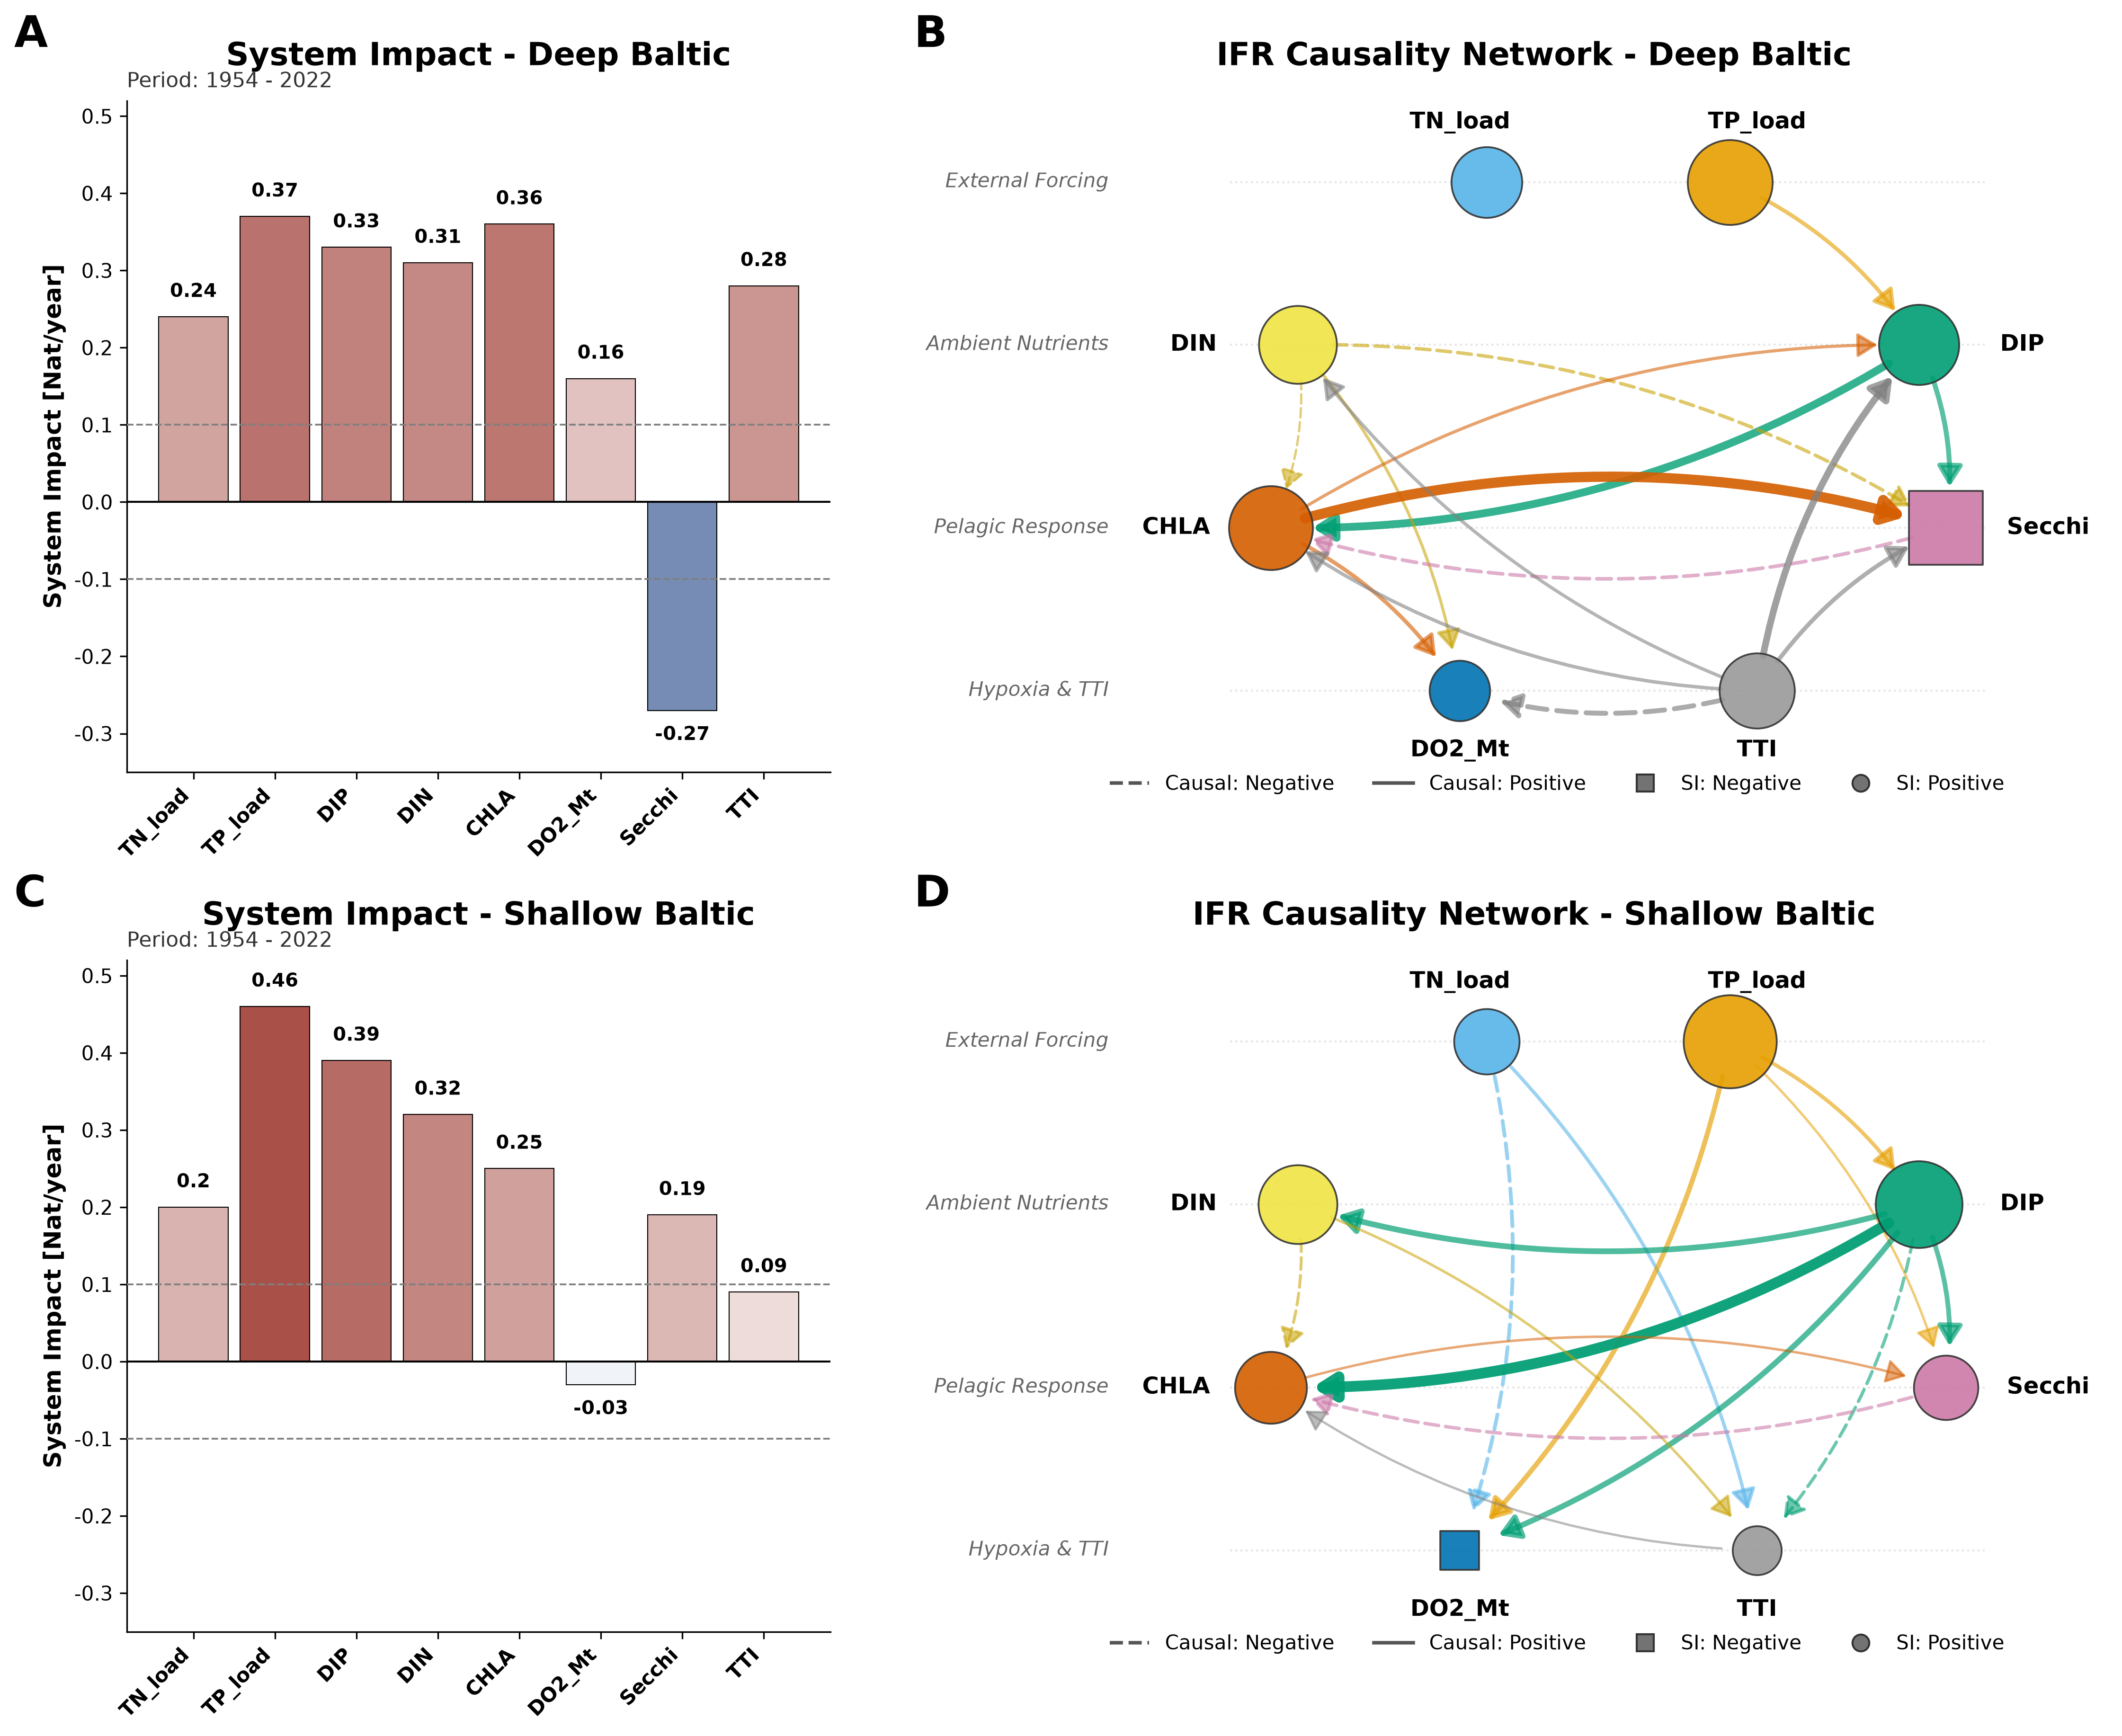 A
System Impact - Deep Baltic
Period: 1954 - 2022
System Impact [Nat/year]
0.5
0.4
0.3
0.2
0.1
0.0
-0.1
-0.2
-0.3
0.24
0.37
0.33
0.31
0.36
0.16
-0.27
0.28
TN_load
TP_load
DIP
DIN
CHLA
DO2_Mt
Secchi
TTI
B
IFR Causality Network - Deep Baltic
TN_load
TP_load
External Forcing
Ambient Nutrients
DIN
DIP
Pelagic Response
CHLA
Secchi
Hypoxia & TTI
DO2_Mt
TTI
Causal: Negative
Causal: Positive
SI: Negative
SI: Positive
C
System Impact - Shallow Baltic
Period: 1954 - 2022
System Impact [Nat/year]
0.5
0.4
0.3
0.2
0.1
0.0
-0.1
-0.2
-0.3
0.2
0.46
0.39
0.32
0.25
-0.03
0.19
0.09
TN_load
TP_load
DIP
DIN
CHLA
DO2_Mt
Secchi
TTI
D
IFR Causality Network - Shallow Baltic
TN_load
TP_load
External Forcing
Ambient Nutrients
DIN
DIP
Pelagic Response
CHLA
Secchi
Hypoxia & TTI
DO2_Mt
TTI
Causal: Negative
Causal: Positive
SI: Negative
SI: Positive